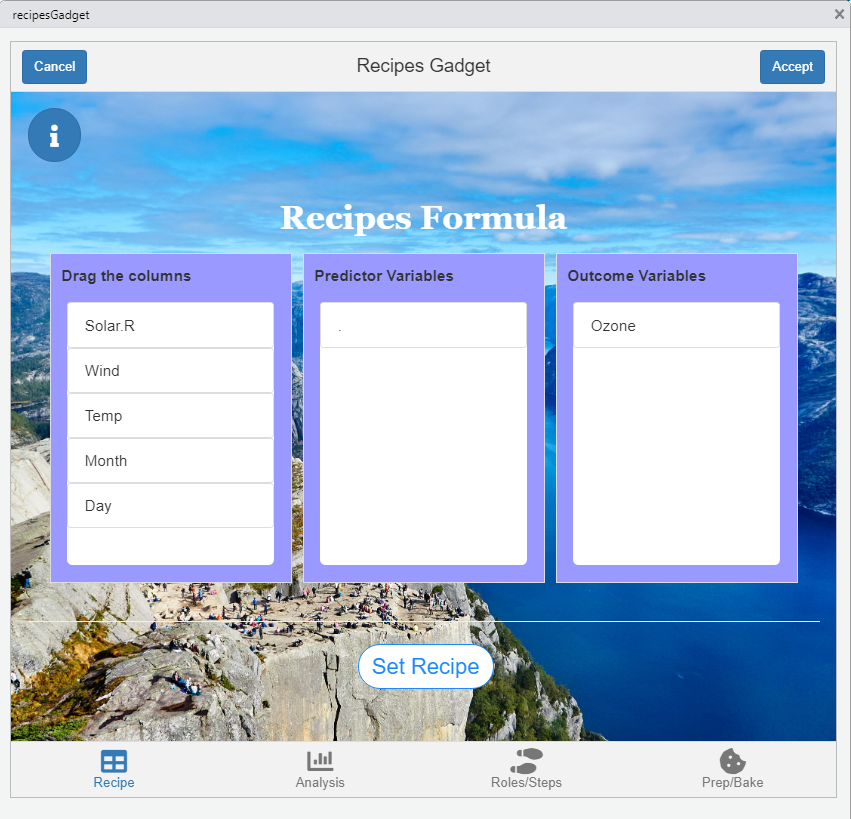 recipesGadget
Cancel
Recipes Gadget
Accept
Recipes Formula
Drag the columns
Solar.R
Wind
Temp
Month
Day
Predictor Variables
.
Outcome Variables
Ozone
Set Recipe
Recipe
Analysis
Roles/Steps
Prep/Bake